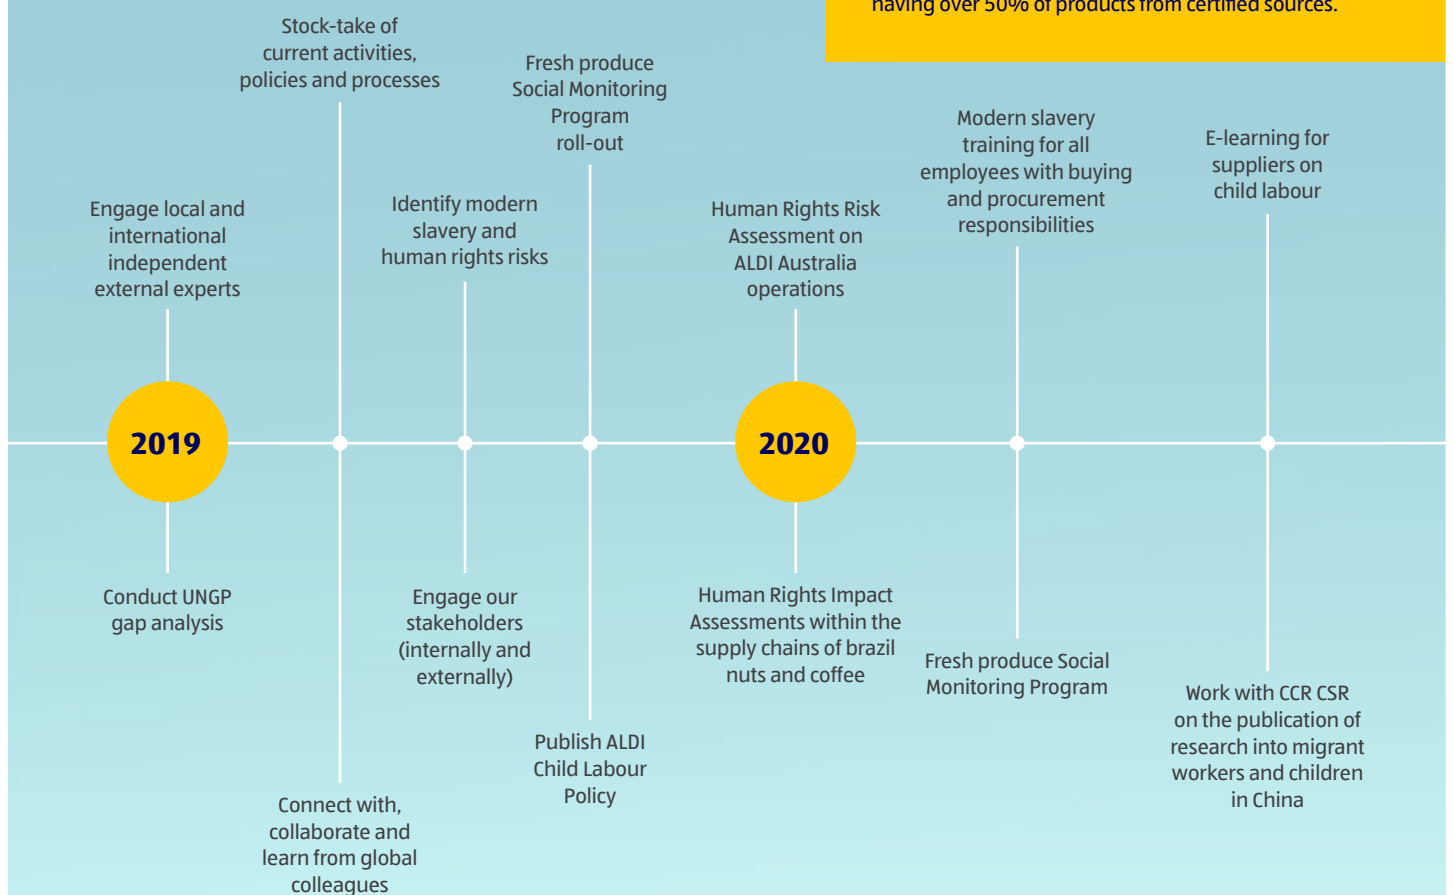 having over 50% of products from certified sources.
Stock-take of
current activities,
policies and processes
Fresh produce
Social Monitoring
Program
roll-out
Modern slavery
training for all
employees with buying
and procurement
responsibilities
E-learning for
suppliers on
child labour
Engage local and
international
independent
external experts
Identify modern
slavery and
human rights risks
Human Rights Risk
Assessment on
ALDI Australia
operations
2019
2020
Conduct UNGP
gap analysis
Engage our
stakeholders
(internally and
externally)
Human Rights Impact
Assessments within the
supply chains of brazil
nuts and coffee
Fresh produce Social
Monitoring Program
Work with CCR CSR
on the publication of
research into migrant
workers and children
in China
Publish ALDI
Child Labour
Policy
Connect with,
collaborate and
learn from global
colleagues